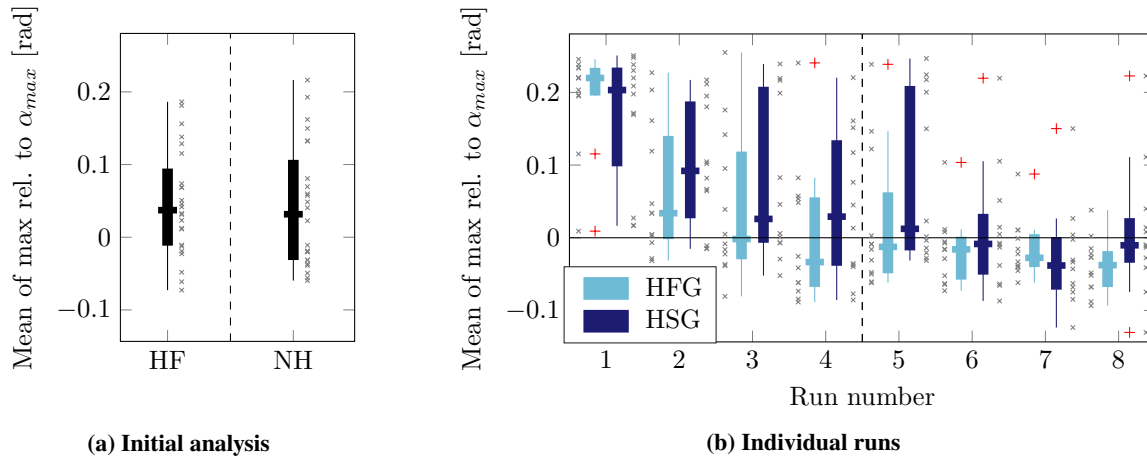 Mean of max rel. to αmax [rad]
0.2
0.1
0
−0.1
HF NH
(a) Initial analysis
Mean of max rel. to αmax [rad]
0.2
0.1
0
−0.1
HFG
HSG
1 2 3 4 5 6 7 8
Run number
(b) Individual runs